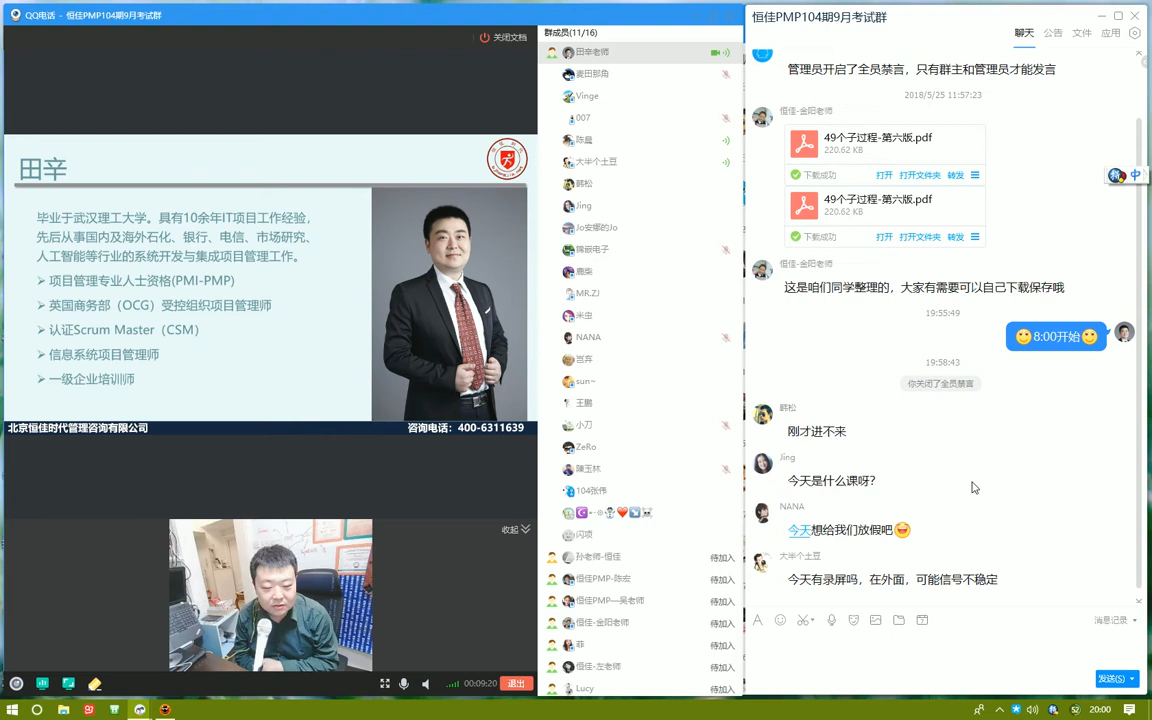 QQ电话 - 恒佳PMP104期9月考试群
关闭文档
田辛
毕业于武汉理工大学。具有10余年IT项目工作经验，
先后从事国内及海外石化、银行、电信、市场研究、
人工智能等行业的系统开发与集成项目管理工作。
项目管理专业人士资格(PMI-PMP)
英国商务部（OCG）受控组织项目管理师
认证Scrum Master（CSM）
信息系统项目管理师
一级企业培训师
北京恒佳时代管理咨询有限公司
咨询电话：400-6311639
收起
00:09:20
退出
群成员(11/16)
田辛老师
麦田那角
Vinge
007
陈晨
大半个土豆
韩松
Jing
Jo安娜的Jo
锦嵌电子
鹿柴
MR.ZJ
米虫
NANA
岂弃
sun~
王鹏
小刀
ZeRo
陳玉林
104张伟
闪项
孙老师-恒佳 待加入
恒佳PMP-陈宏 待加入
恒佳PMP—吴老师 待加入
恒佳-金阳老师 待加入
菲 待加入
恒佳-左老师 待加入
Lucy 待加入
恒佳PMP104期9月考试群
聊天 公告 文件 应用
管理员开启了全员禁言，只有群主和管理员才能发言
2018/5/25 11:57:23
恒佳-金阳老师
49个子过程-第六版.pdf
220.62 KB
下载成功 打开 打开文件夹 转发
49个子过程-第六版.pdf
220.62 KB
下载成功 打开 打开文件夹 转发
恒佳-金阳老师
这是咱们同学整理的，大家有需要可以自己下载保存哦
19:55:49
8:00开始
19:58:43
你关闭了全员禁言
韩松
刚才进不来
Jing
今天是什么课呀?
NANA
今天想给我们放假吧
大半个土豆
今天有录屏吗，在外面，可能信号不稳定
消息记录
发送(S)
中
52
20:00